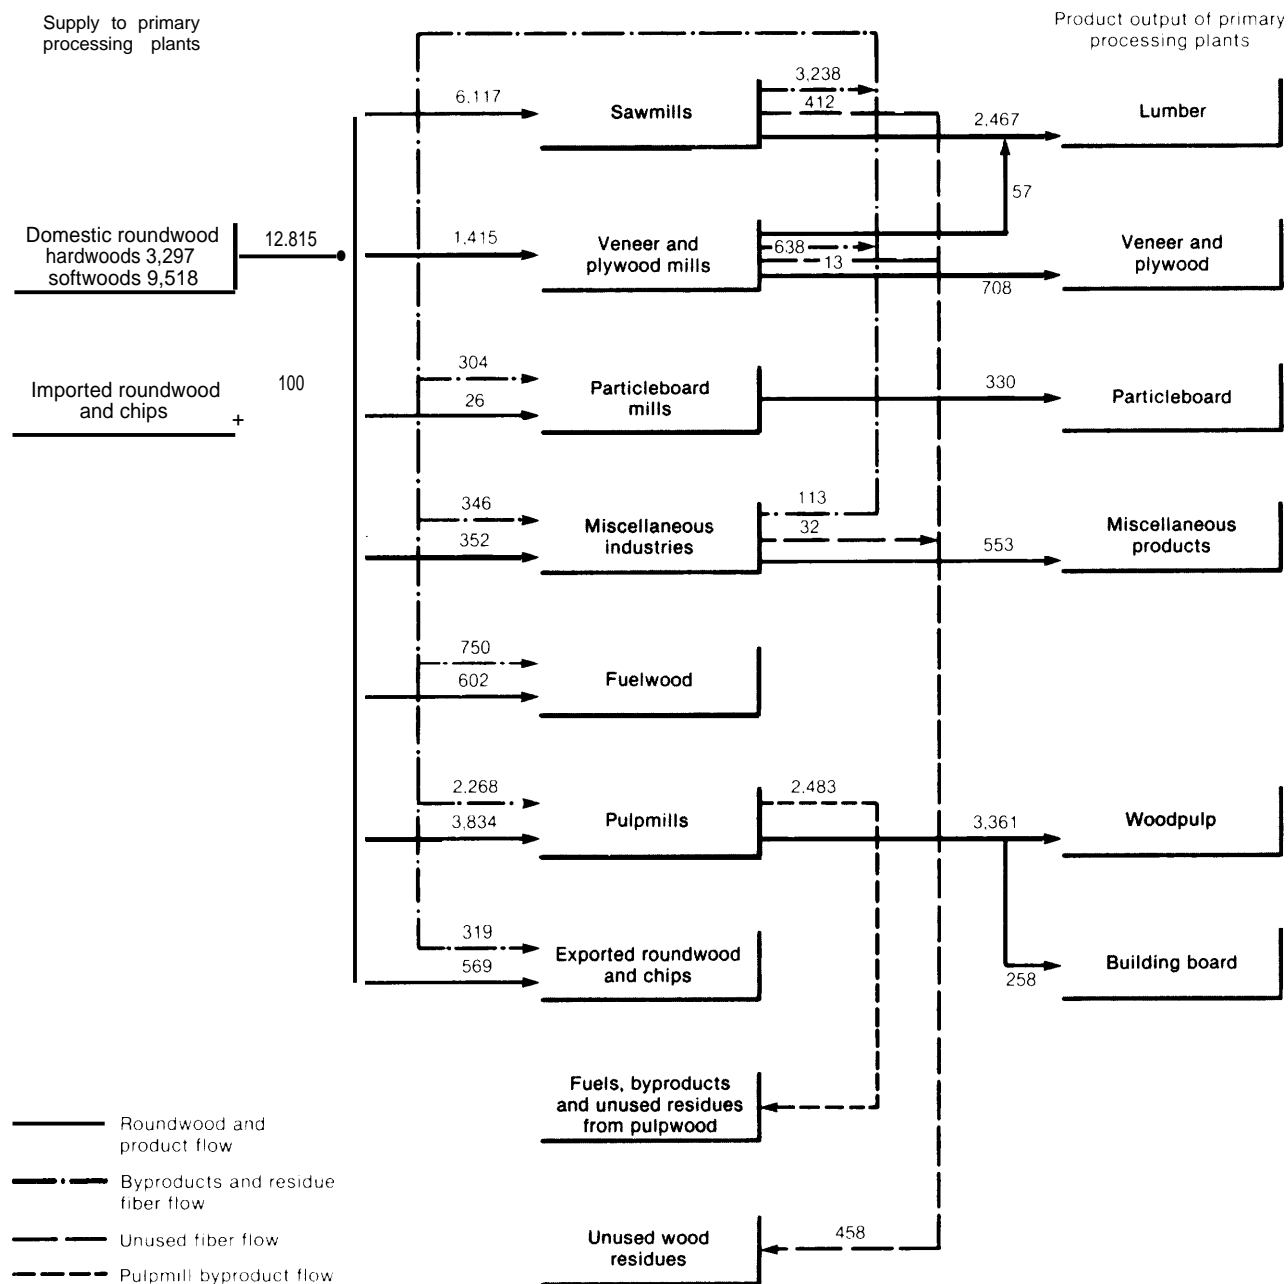 Supply to primary
processing plants
Product output of primary
processing plants
6,117
Sawmills
3,238
412
2,467
Lumber
57
Domestic roundwood
hardwoods 3,297
softwoods 9,518
12.815
1,415
Veneer and
plywood mills
638
13
708
Veneer and
plywood
Imported roundwood
and chips
+
100
304
26
Particleboard
mills
330
Particleboard
346
352
Miscellaneous
industries
113
32
553
Miscellaneous
products
750
602
Fuelwood
2.268
3,834
Pulpmills
2.483
3,361
Woodpulp
258
Building board
319
569
Exported roundwood
and chips
Fuels, byproducts
and unused residues
from pulpwood
458
Unused wood
residues
Roundwood and
product flow
Byproducts and residue
fiber flow
Unused fiber flow
Pulpmill byproduct flow